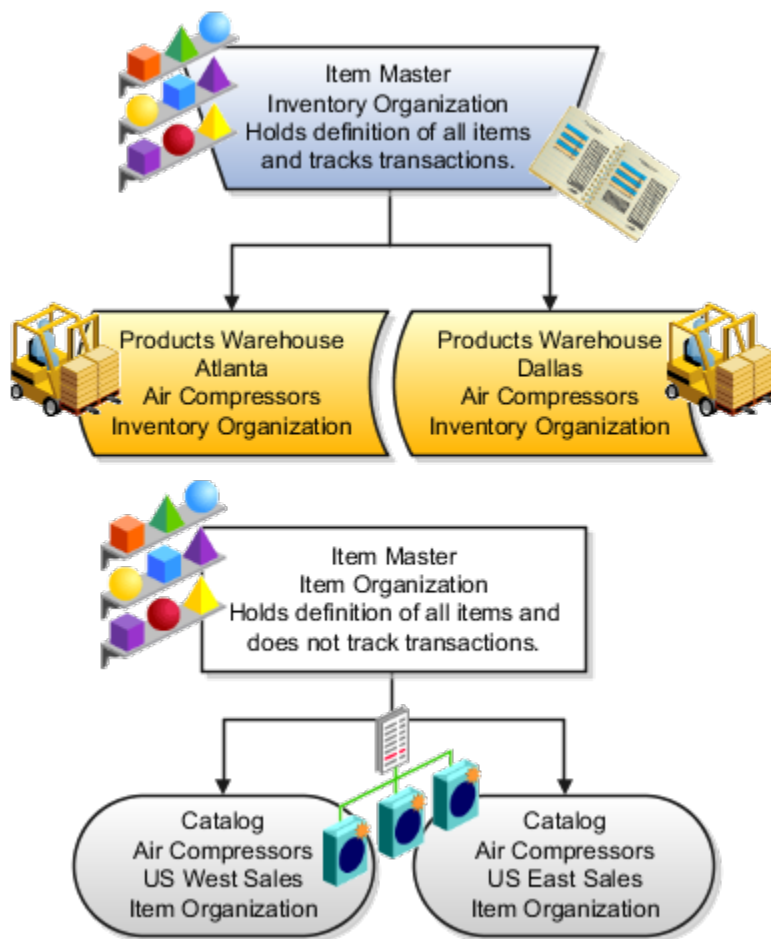 Item Master
Inventory Organization
Holds definition of all items
and tracks transactions.
Products Warehouse
Atlanta
Air Compressors
Inventory Organization
Products Warehouse
Dallas
Air Compressors
Inventory Organization
Item Master
Item Organization
Holds definition of all items and
does not track transactions.
Catalog
Air Compressors
US West Sales
Item Organization
Catalog
Air Compressors
US East Sales
Item Organization